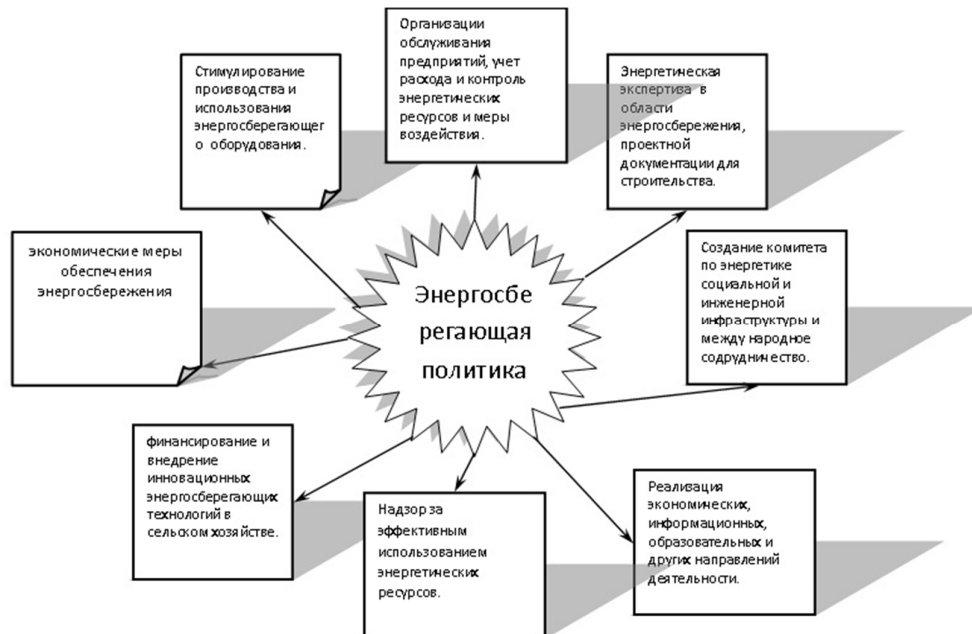 Организации
обслуживания
предприятий, учет
расхода и контроль
энергетических
ресурсов и меры
воздействия.
Стимулирование
производства и
использования
энергосберегающег
о оборудования.
Энергетическая
экспертиза в
области
энергосбережения,
проектной
документации для
строительства.
экономические меры
обеспечения
энергосбережения
Создание комитета
по энергетике
социальной и
инженерной
инфраструктуры и
между народное
содрудничество.
Энергосбе
регающая
политика
финансирование и
внедрение
инновационных
энергосберегающих
технологий в
сельском хозяйстве.
Надзор за
эффективным
использованием
энергетических
ресурсов.
Реализация
экономических,
информационных,
образовательных и
других направлений
деятельности.